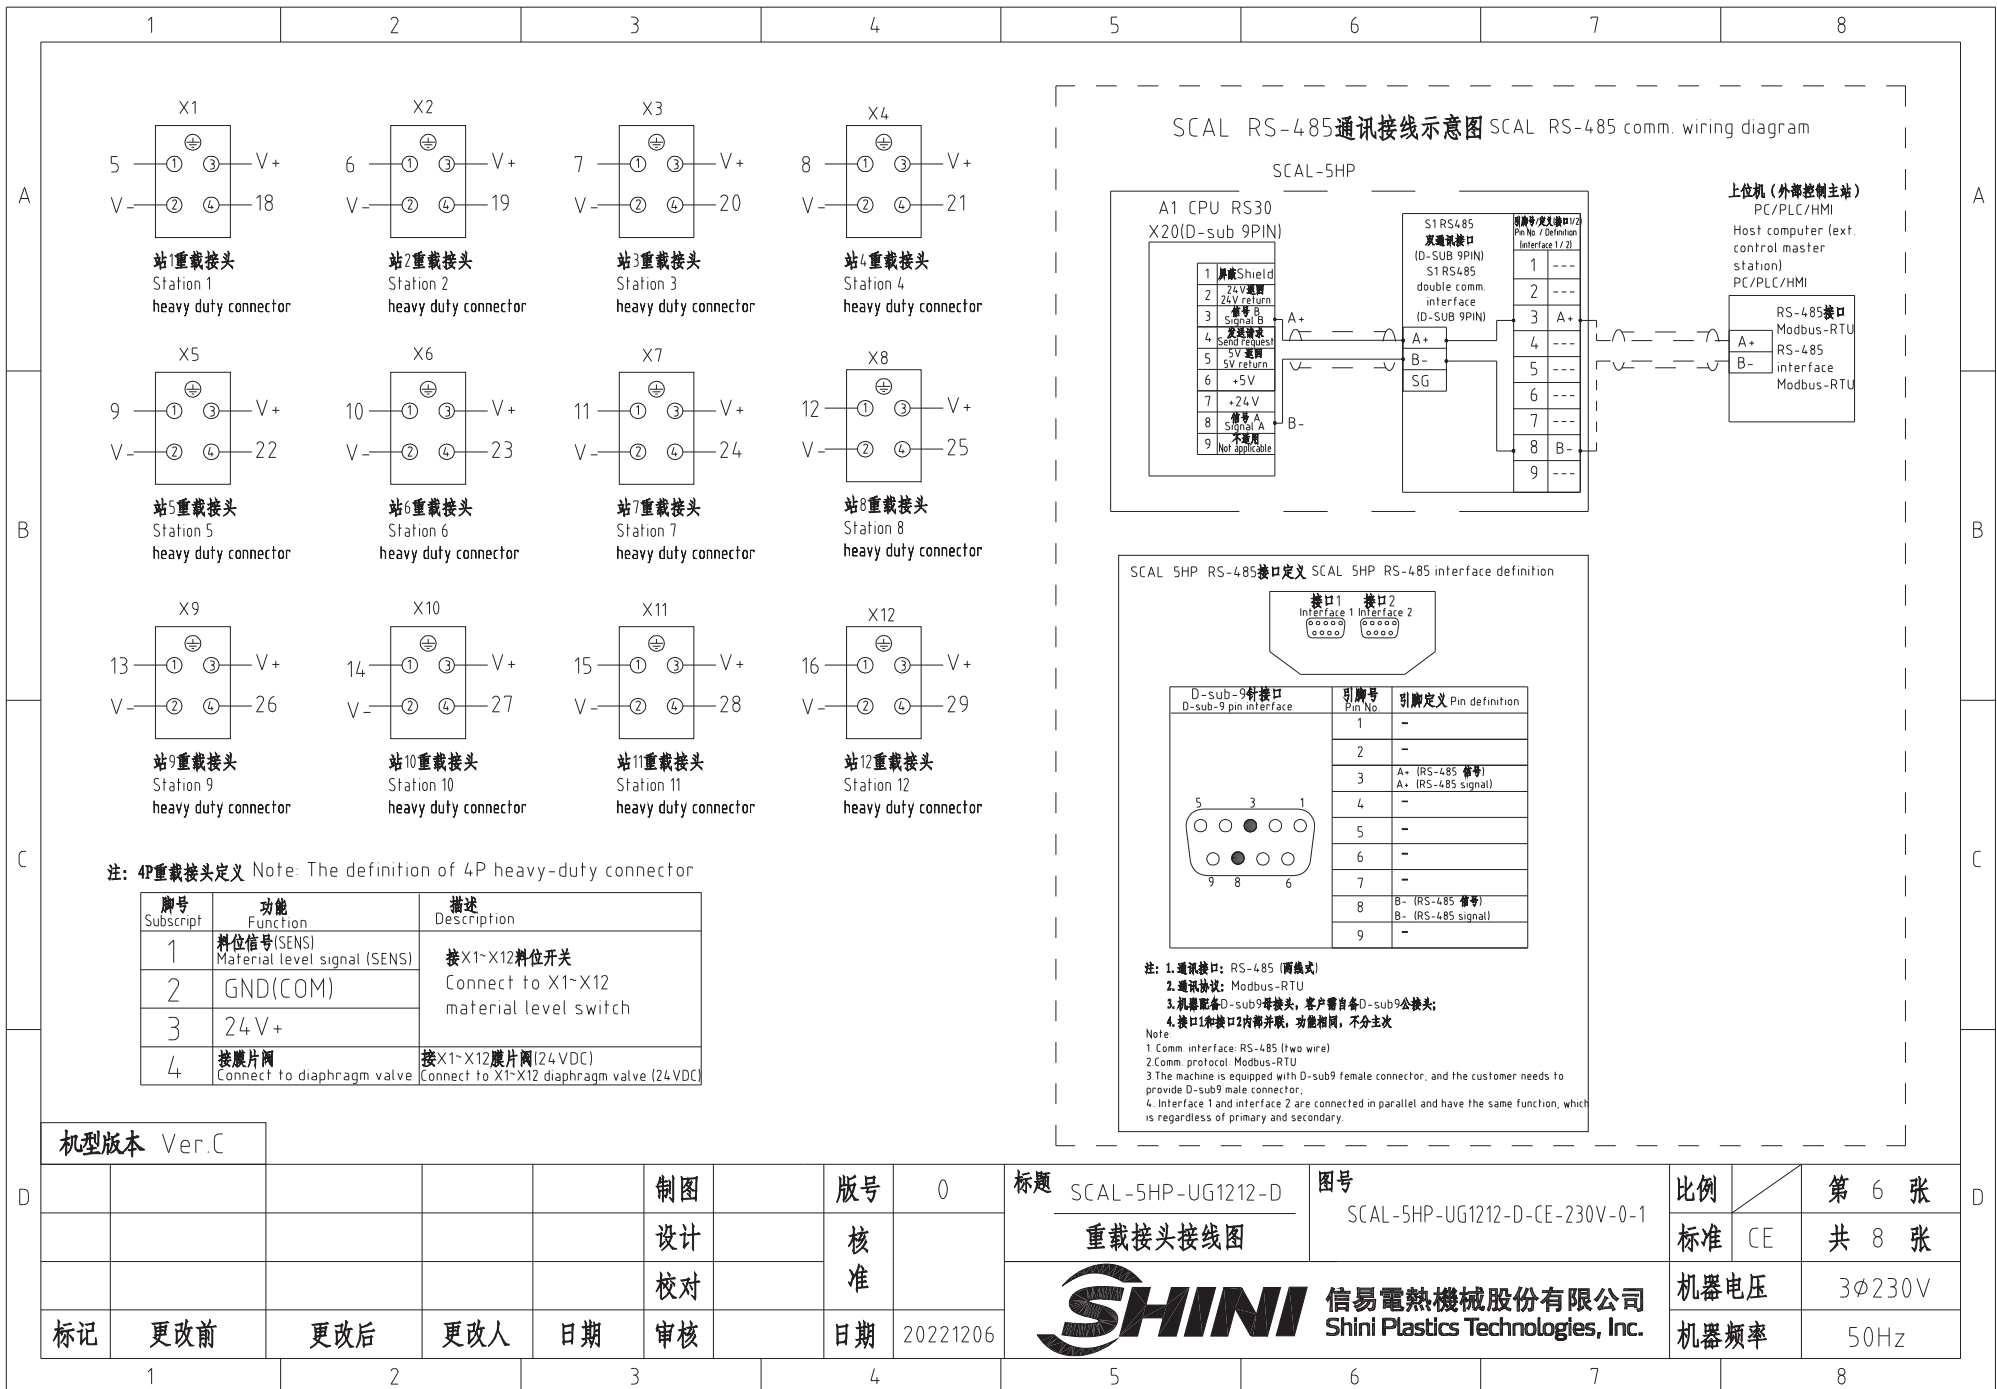 1 2 3 4 5 6 7 8
A A
B B
C C
D D
X1
5 1 3 V+
V- 2 4 18
站1重载接头
Station 1
heavy duty connector
X2
6 1 3 V+
V- 2 4 19
站2重载接头
Station 2
heavy duty connector
X3
7 1 3 V+
V- 2 4 20
站3重载接头
Station 3
heavy duty connector
X4
8 1 3 V+
V- 2 4 21
站4重载接头
Station 4
heavy duty connector
X5
9 1 3 V+
V- 2 4 22
站5重载接头
Station 5
heavy duty connector
X6
10 1 3 V+
V- 2 4 23
站6重载接头
Station 6
heavy duty connector
X7
11 1 3 V+
V- 2 4 24
站7重载接头
Station 7
heavy duty connector
X8
12 1 3 V+
V- 2 4 25
站8重载接头
Station 8
heavy duty connector
X9
13 1 3 V+
V- 2 4 26
站9重载接头
Station 9
heavy duty connector
X10
14 1 3 V+
V- 2 4 27
站10重载接头
Station 10
heavy duty connector
X11
15 1 3 V+
V- 2 4 28
站11重载接头
Station 11
heavy duty connector
X12
16 1 3 V+
V- 2 4 29
站12重载接头
Station 12
heavy duty connector
注: 4P重载接头定义 Note: The definition of 4P heavy-duty connector
脚号 功能 描述
Subscript Function Description
1 料位信号(SENS)
Material level signal (SENS)
2 GND(COM)
3 24V+
接X1~X12料位开关
Connect to X1~X12
material level switch
4 接膜片阀 接X1~X12膜片阀(24VDC)
Connect to diaphragm valve Connect to X1~X12 diaphragm valve (24VDC)
SCAL RS-485通讯接线示意图 SCAL RS-485 comm. wiring diagram
SCAL-5HP
A1 CPU RS30
X20(D-sub 9PIN)
1 屏蔽Shield
2 24V返回
24V return
3 信号 B
Signal B
4 发送请求
Send request
5 5V 返回
5V return
6 +5V
7 +24V
8 信号 A
Signal A
9 不适用
Not applicable
A+
B-
S1 RS485
双通讯接口
(D-SUB 9PIN)
S1 RS485
double comm.
interface
(D-SUB 9PIN)
A+
B-
SG
引脚号/定义(接口1/2)
Pin No. / Definition
(interface 1 / 2)
1 ---
2 ---
3 A+
4 ---
5 ---
6 ---
7 ---
8 B-
9 ---
上位机（外部控制主站）
PC/PLC/HMI
Host computer (ext.
control master
station)
PC/PLC/HMI
A+
B-
RS-485接口
Modbus-RTU
RS-485
interface
Modbus-RTU
SCAL 5HP RS-485接口定义 SCAL 5HP RS-485 interface definition
接口1 接口2
Interface 1 Interface 2
D-sub-9针接口 引脚号 引脚定义 Pin definition
D-sub-9 pin interface Pin No.
1 -
2 -
3 A+ (RS-485 信号)
A+ (RS-485 signal)
4 -
5 -
6 -
7 -
8 B- (RS-485 信号)
B- (RS-485 signal)
9 -
5 3 1
9 8 6
注: 1.通讯接口: RS-485 (两线式)
2.通讯协议: Modbus-RTU
3.机器配备D-sub9母接头, 客户需自备D-sub9公接头;
4.接口1和接口2内部并联, 功能相同, 不分主次
Note:
1. Comm. interface: RS-485 (two wire)
2.Comm. protocol: Modbus-RTU
3.The machine is equipped with D-sub9 female connector, and the customer needs to
provide D-sub9 male connector;
4. Interface 1 and interface 2 are connected in parallel and have the same function, which
is regardless of primary and secondary.
机型版本 Ver.C
制图 版号 0
设计 核准
校对
标记 更改前 更改后 更改人 日期 审核 日期 20221206
标题 SCAL-5HP-UG1212-D
重载接头接线图
图号
SCAL-5HP-UG1212-D-CE-230V-0-1
比例 第 6 张
标准 CE 共 8 张
机器电压 3Ø230V
机器频率 50Hz
SHINI
信易電熱機械股份有限公司
Shini Plastics Technologies, Inc.
1 2 3 4 5 6 7 8